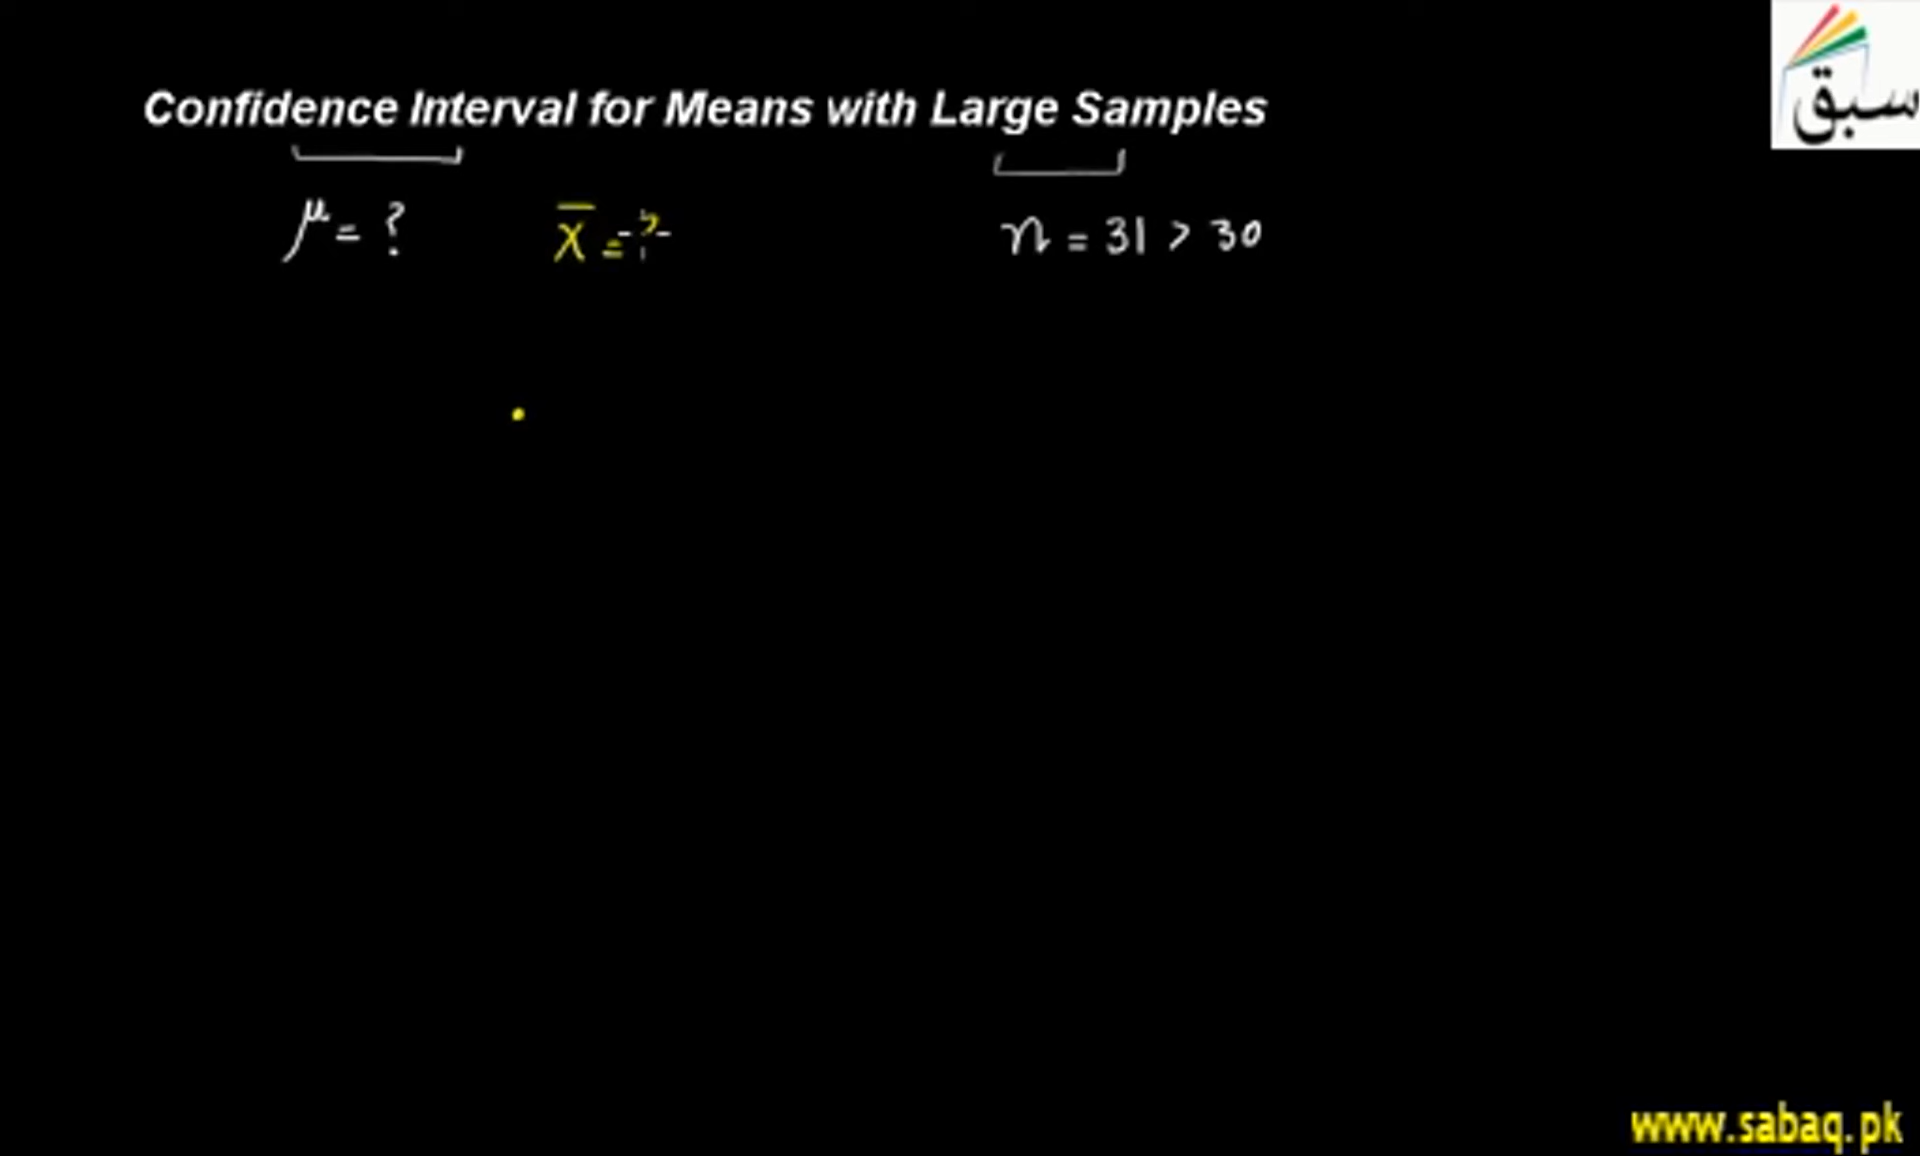 سبق
Confidence Interval for Means with Large Samples
μ = ? x̄ = ? n = 31 > 30
www.sabaq.pk